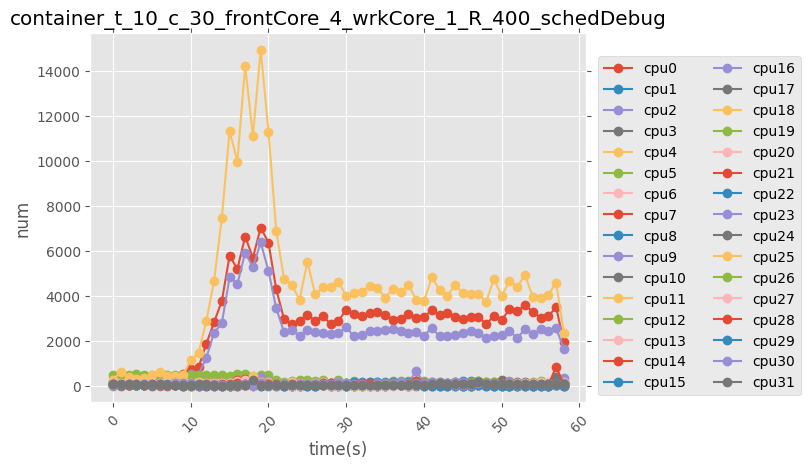 container_t_10_c_30_frontCore_4_wrkCore_1_R_400_schedDebug
num
14000
12000
10000
8000
6000
4000
2000
0
0
10
20
30
40
50
60
time(s)
cpu0
cpu1
cpu2
cpu3
cpu4
cpu5
cpu6
cpu7
cpu8
cpu9
cpu10
cpu11
cpu12
cpu13
cpu14
cpu15
cpu16
cpu17
cpu18
cpu19
cpu20
cpu21
cpu22
cpu23
cpu24
cpu25
cpu26
cpu27
cpu28
cpu29
cpu30
cpu31